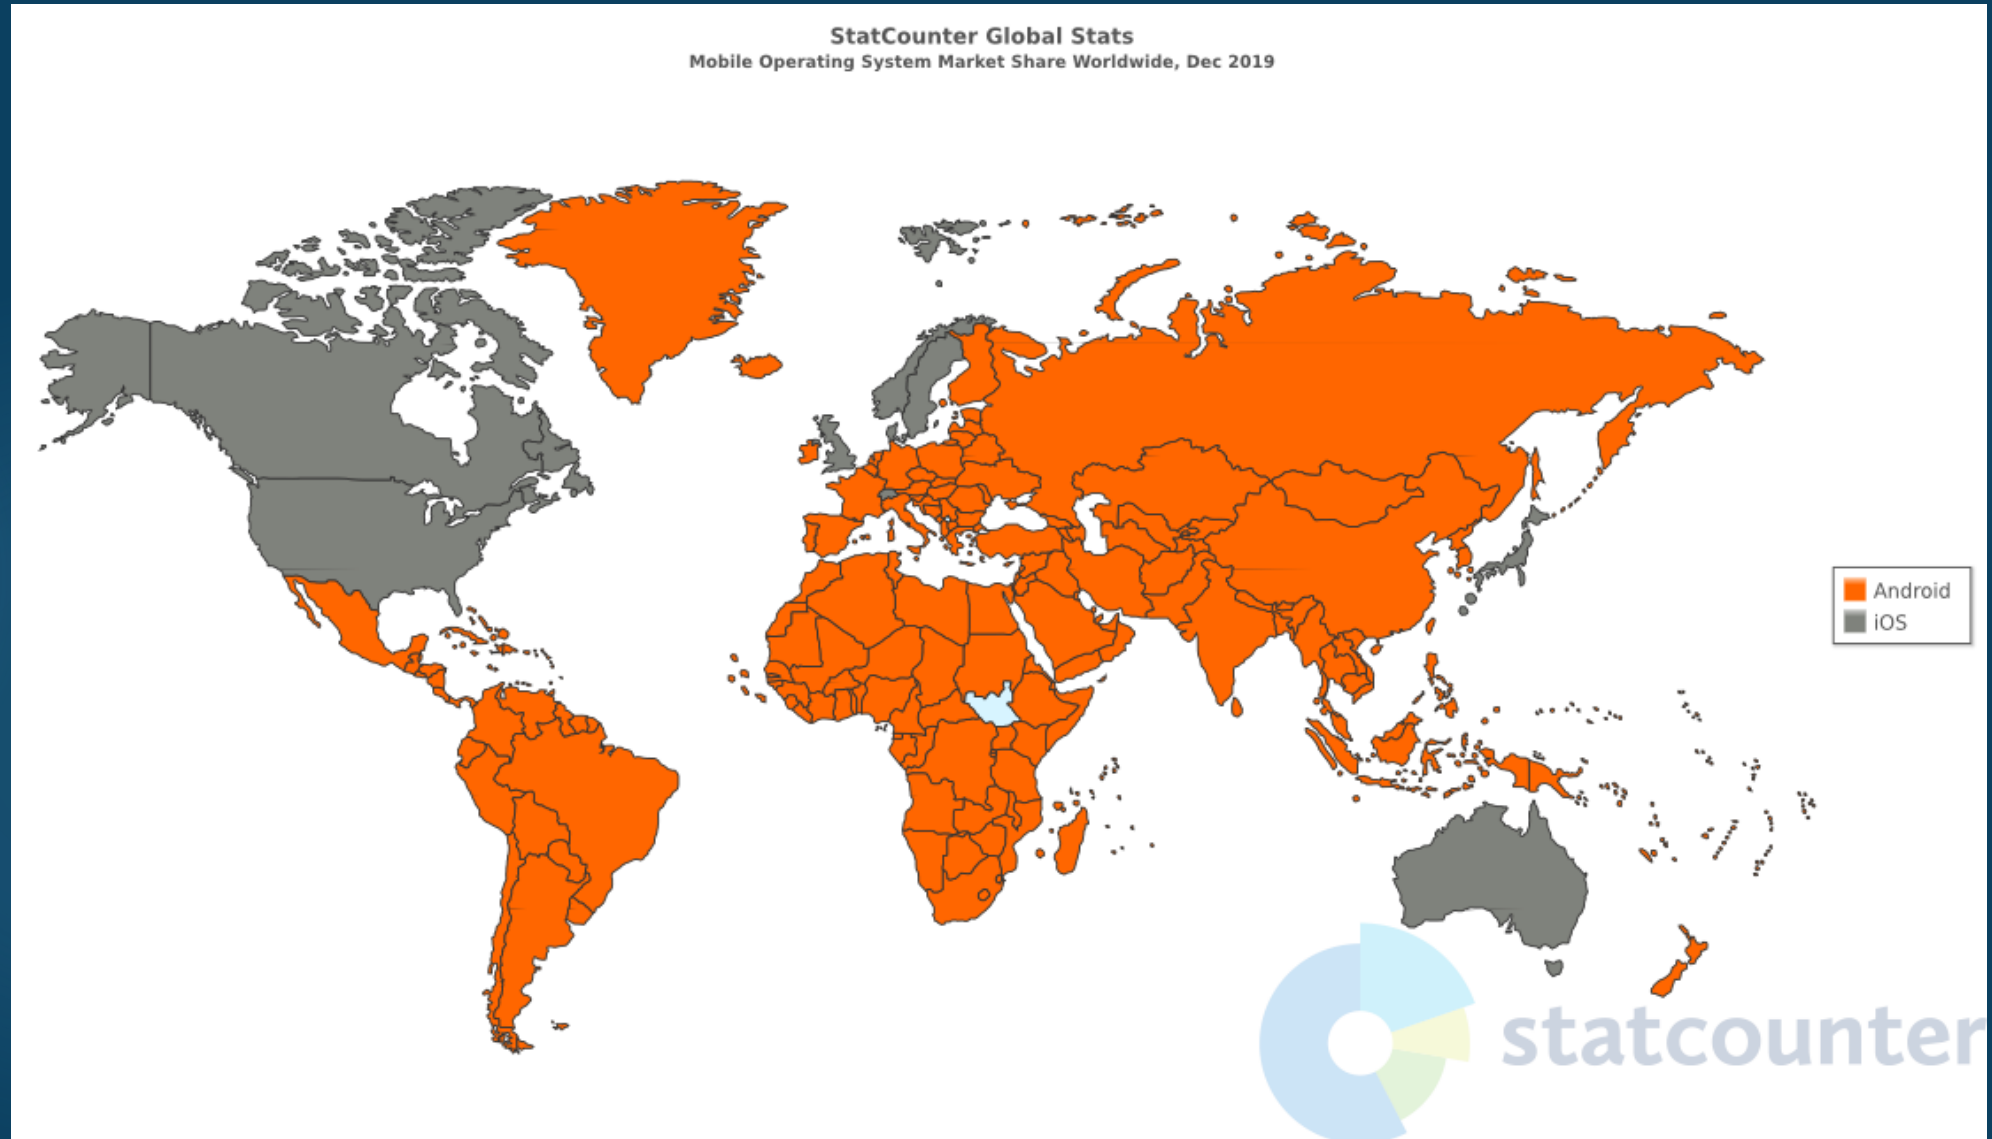 StatCounter Global Stats
Mobile Operating System Market Share Worldwide, Dec 2019
Android
iOS
statcounter